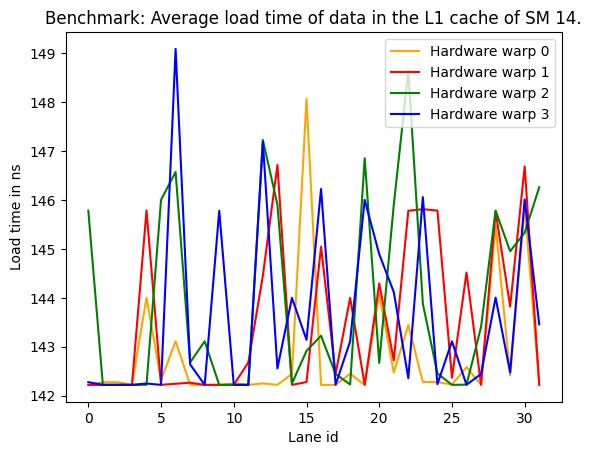 Benchmark: Average load time of data in the L1 cache of SM 14.
Hardware warp 0
Hardware warp 1
Hardware warp 2
Hardware warp 3
Load time in ns
149
148
147
146
145
144
143
142
0 5 10 15 20 25 30
Lane id